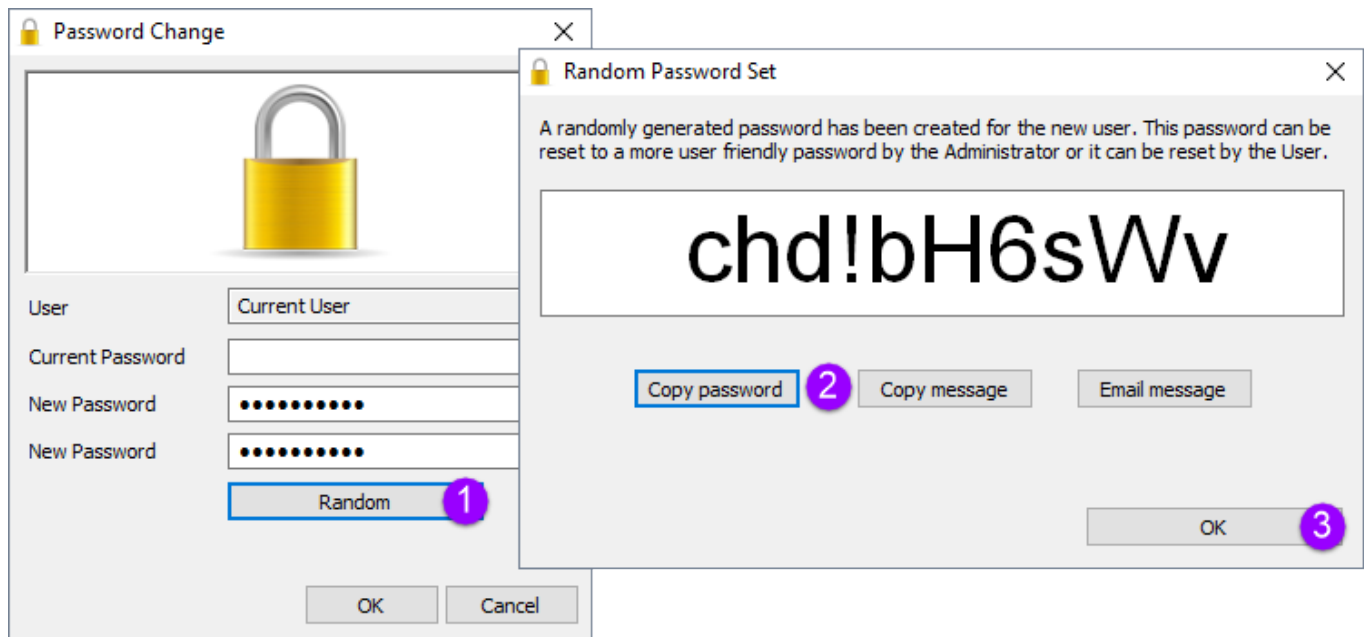 Password Change
User
Current User
Current Password
New Password
●●●●●●●●●●
New Password
●●●●●●●●●●
Random
1
OK
Cancel
Random Password Set
A randomly generated password has been created for the new user. This password can be
reset to a more user friendly password by the Administrator or it can be reset by the User.
chd!bH6sWv
Copy password
2
Copy message
Email message
OK
3